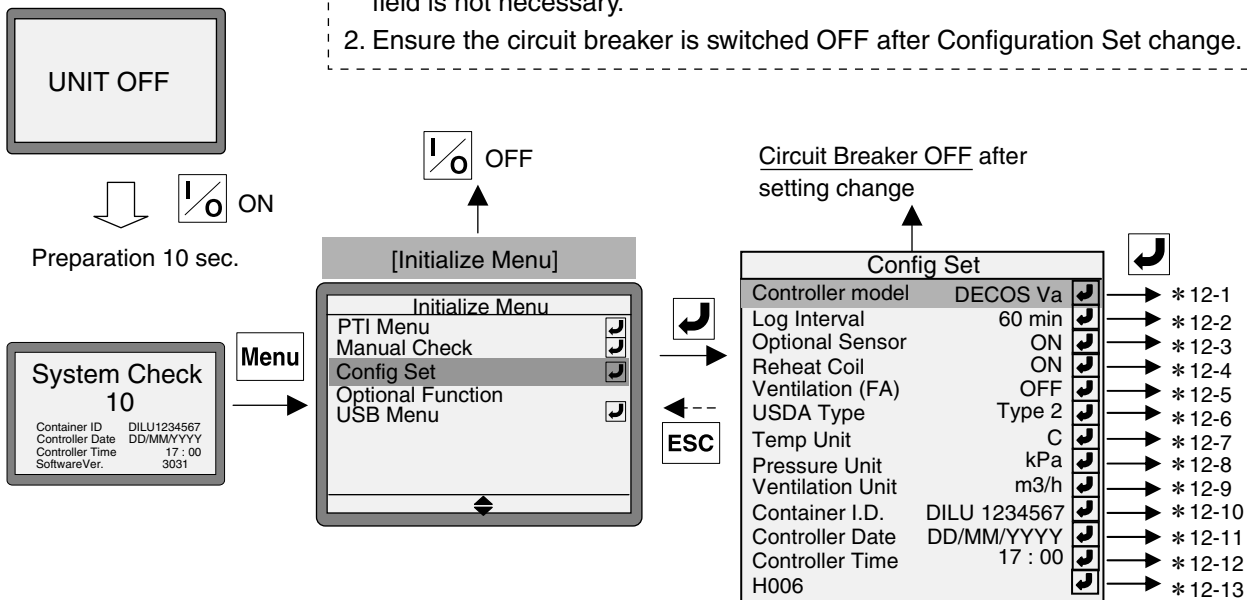 field is not necessary.
2. Ensure the circuit breaker is switched OFF after Configuration Set change.
UNIT OFF
I/O ON
Preparation 10 sec.
System Check
10
Container ID DILU1234567
Controller Date DD/MM/YYYY
Controller Time 17 : 00
SoftwareVer. 3031
Menu
I/O OFF
[Initialize Menu]
Initialize Menu
PTI Menu
Manual Check
Config Set
Optional Function
USB Menu
ESC
Circuit Breaker OFF after
setting change
Config Set
Controller model DECOS Va ＊12-1
Log Interval 60 min ＊12-2
Optional Sensor ON ＊12-3
Reheat Coil ON ＊12-4
Ventilation (FA) OFF ＊12-5
USDA Type Type 2 ＊12-6
Temp Unit C ＊12-7
Pressure Unit kPa ＊12-8
Ventilation Unit m3/h ＊12-9
Container I.D. DILU 1234567 ＊12-10
Controller Date DD/MM/YYYY ＊12-11
Controller Time 17 : 00 ＊12-12
H006 ＊12-13